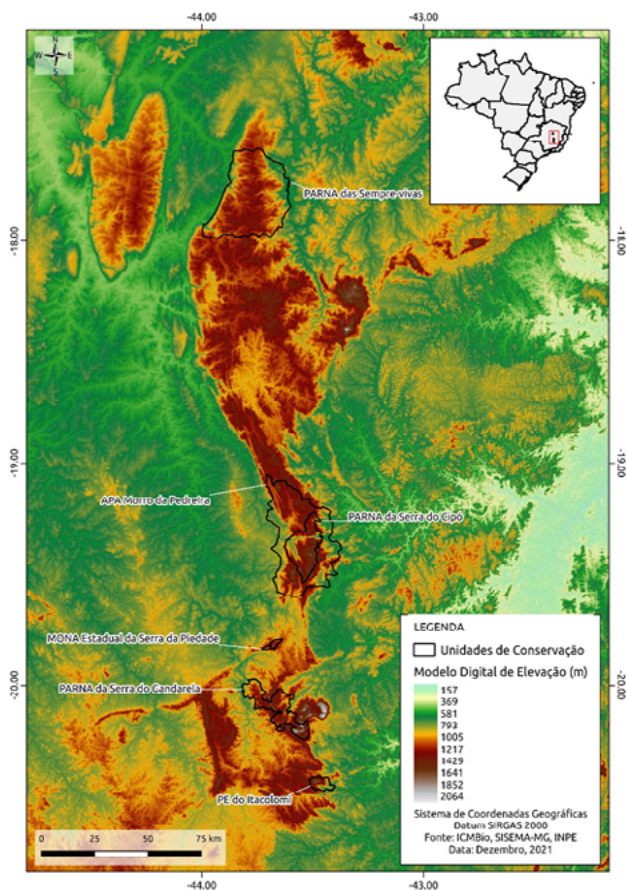 -44.00 -43.00
N
W E
S
PARNA das Sempre-vivas
-18.00 -18.00
-19.00 -19.00
APA Morro da Pedreira
PARNA da Serra do Cipó
MONA Estadual da Serra da Piedade
-20.00 -20.00
PARNA da Serra do Gandarela
PE do Itacolomi
LEGENDA
Unidades de Conservação
Modelo Digital de Elevação (m)
157
369
581
793
1005
1217
1429
1641
1852
2064
Sistema de Coordenadas Geográficas
Datum SIRGAS 2000
Fonte: ICMBio, SISEMA-MG, INPE
Data: Dezembro, 2021
0 25 50 75 km
-44.00 -43.00